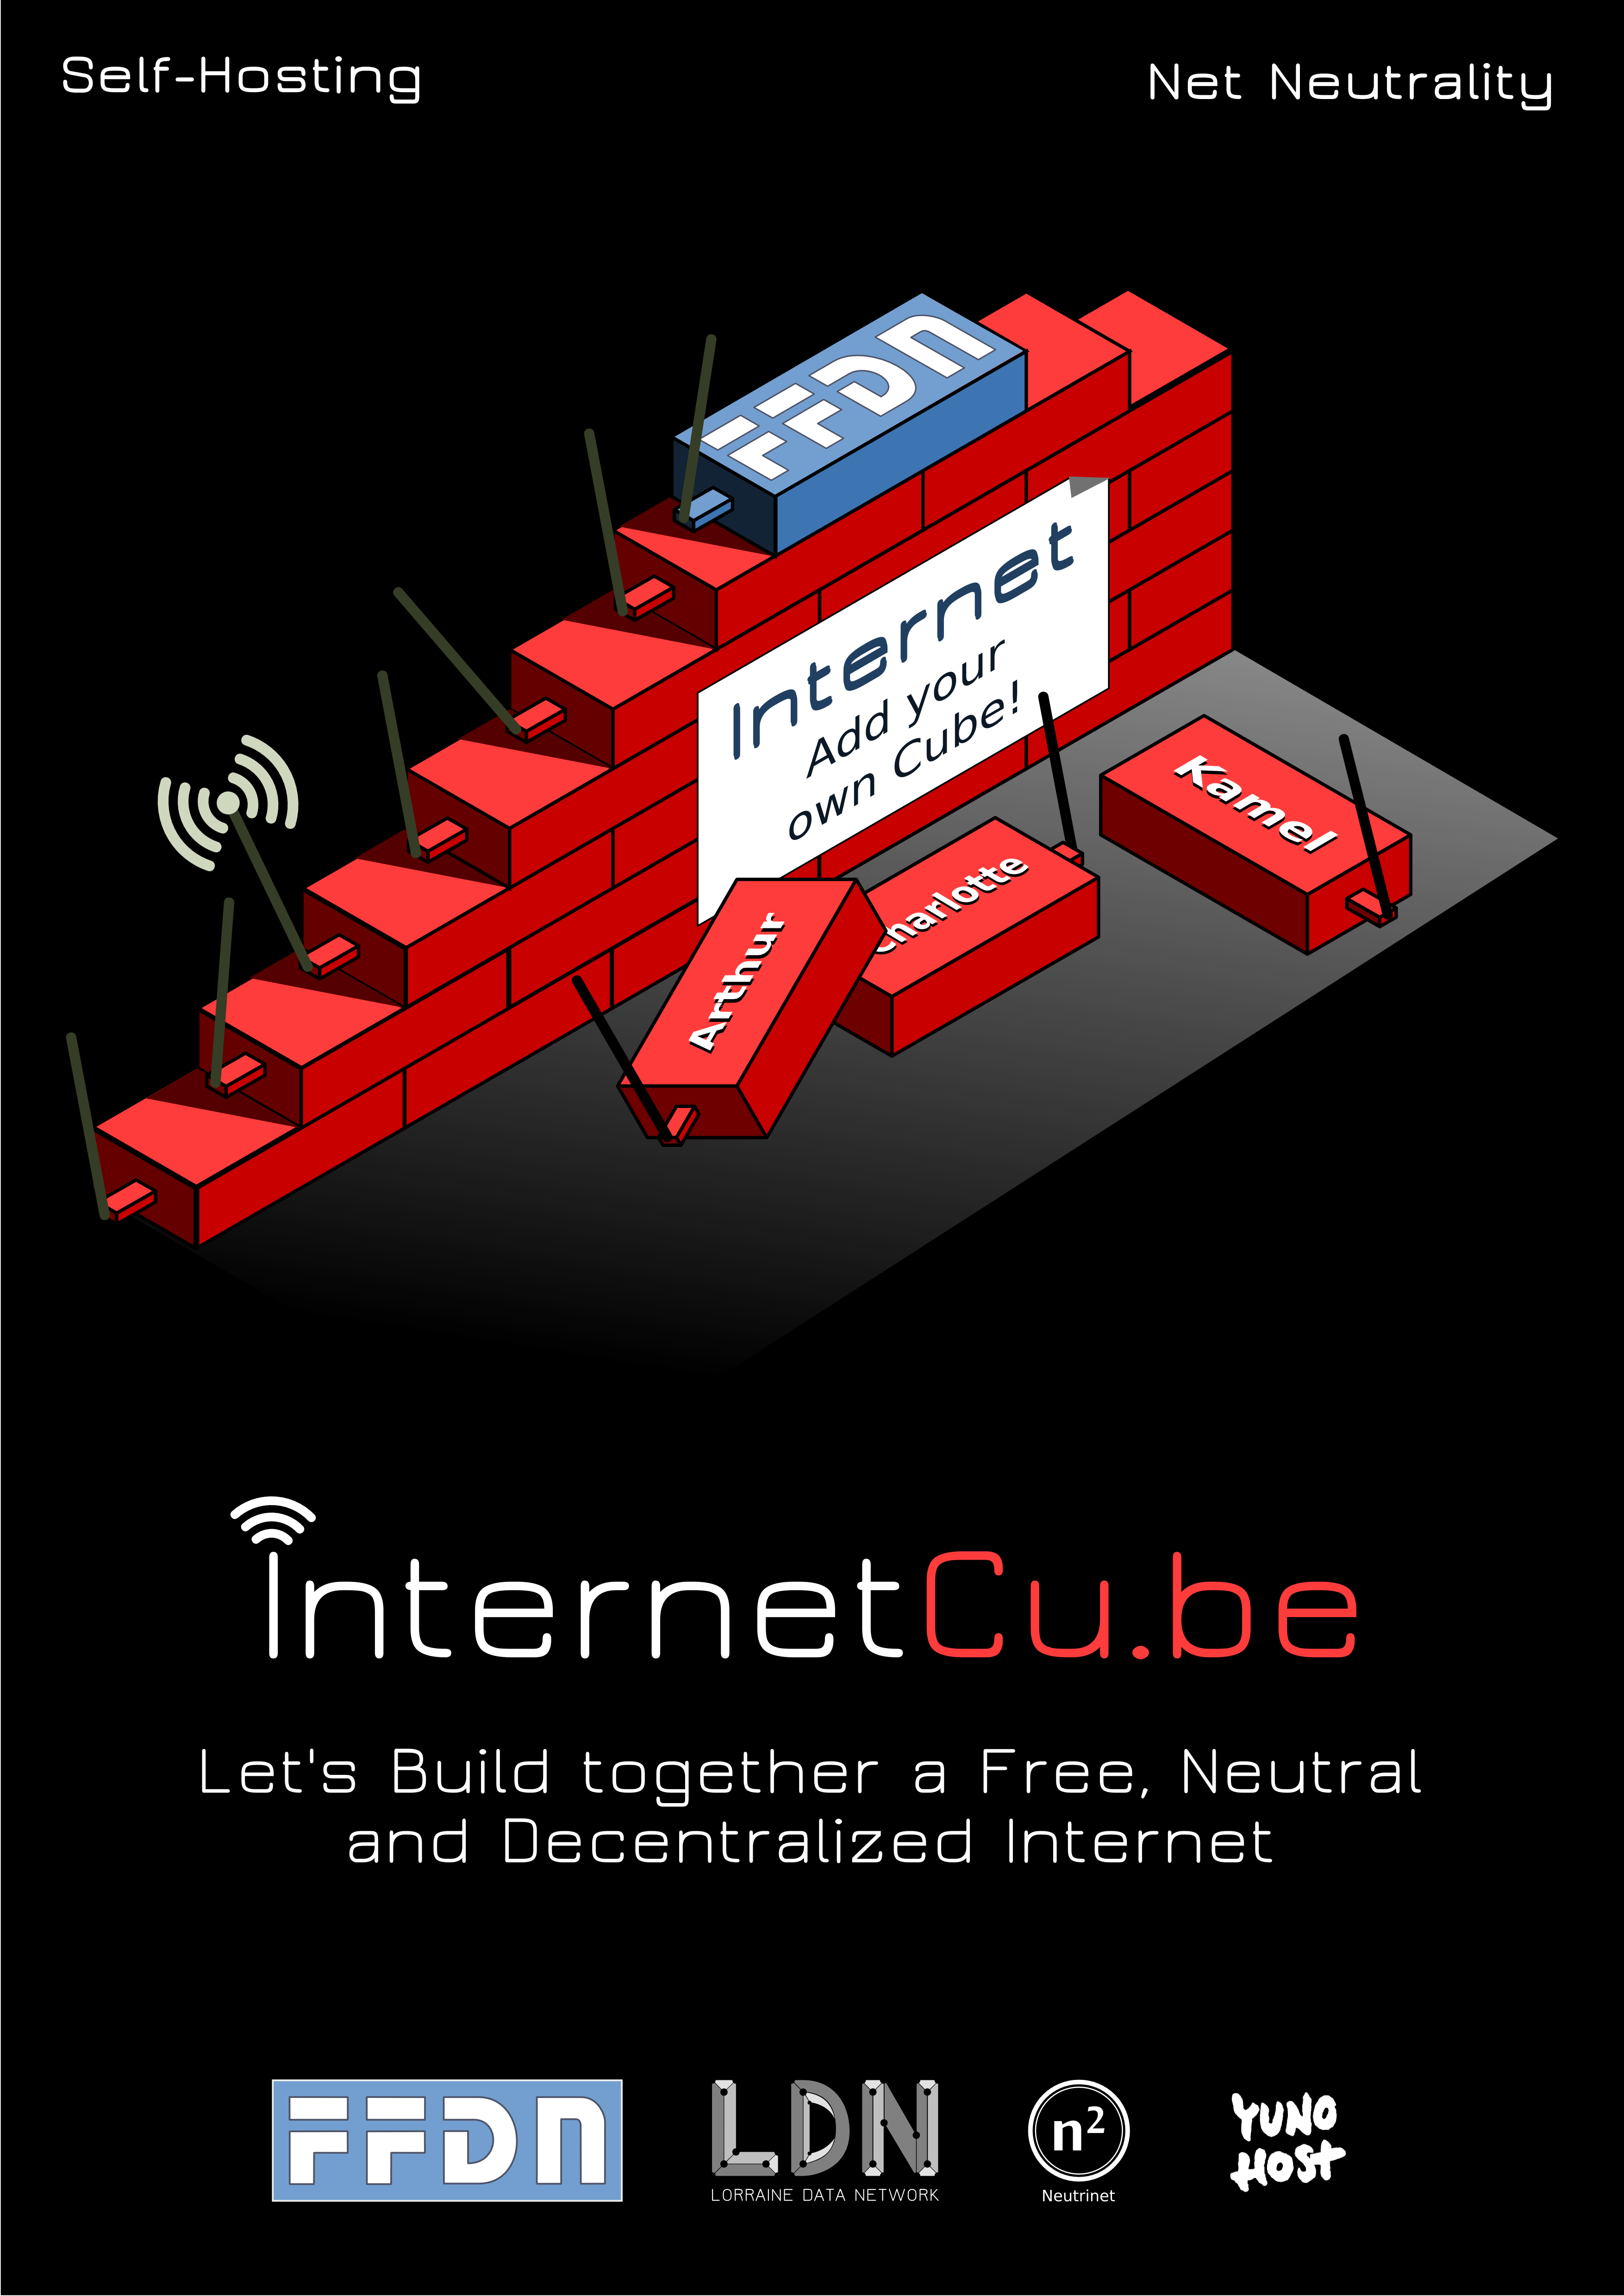 Self-Hosting
Net Neutrality
FFDN
Internet
Add your
own Cube!
Kamel
Charlotte
Arthur
InternetCu.be
Let's Build together a Free, Neutral
and Decentralized Internet
FFDN
LDN
LORRAINE DATA NETWORK
n²
Neutrinet
YUNO
HOST